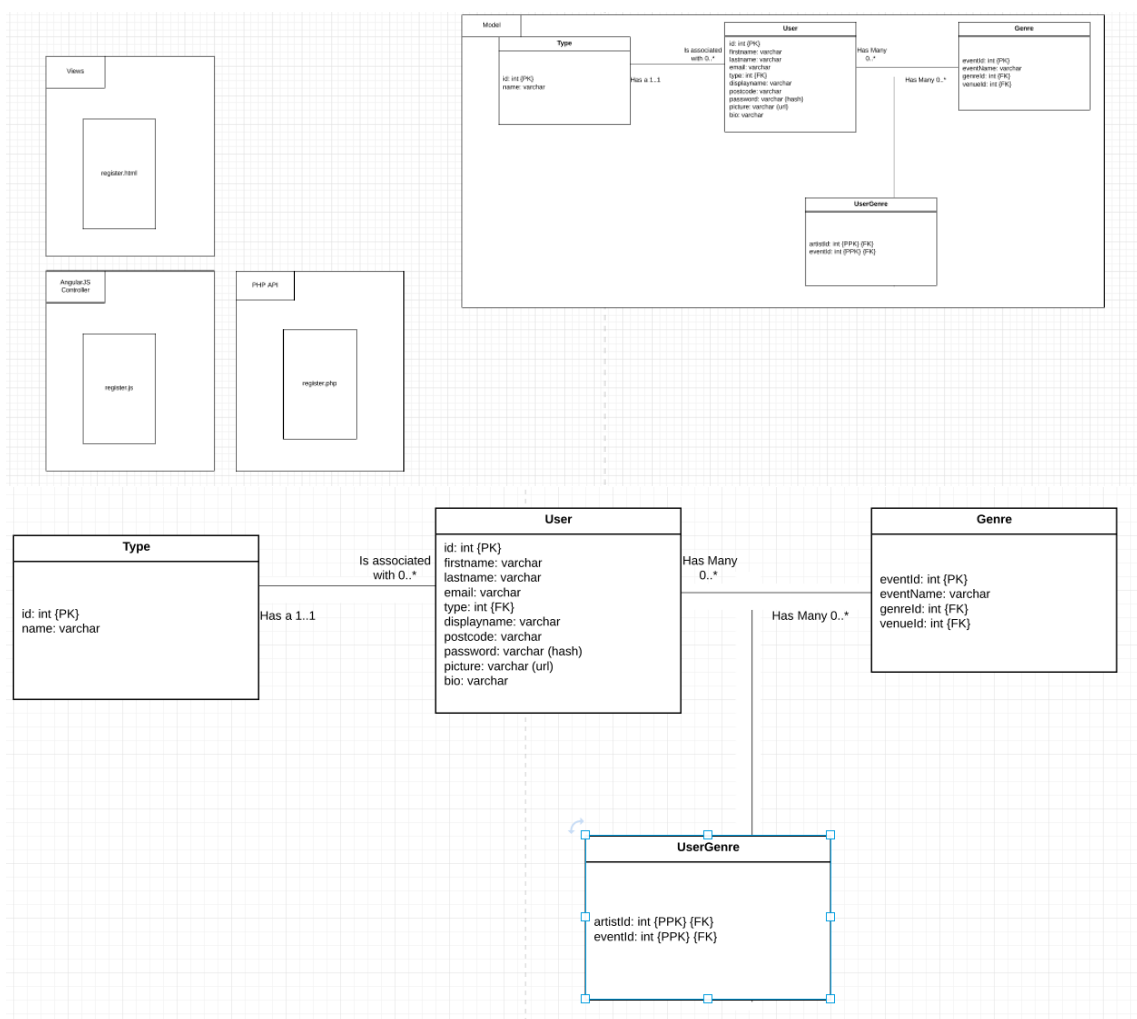 Model
Type
id: int {PK}
name: varchar
Is associated
with 0..*
Has a 1..1
User
id: int {PK}
firstname: varchar
lastname: varchar
email: varchar
type: int {FK}
displayname: varchar
postcode: varchar
password: varchar (hash)
picture: varchar (url)
bio: varchar
Has Many
0..*
Has Many 0..*
Genre
eventId: int {PK}
eventName: varchar
genreId: int {FK}
venueId: int {FK}
UserGenre
artistId: int {PPK} {FK}
eventId: int {PPK} {FK}
Views
register.html
AngularJS
Controller
register.js
PHP API
register.php
Type
id: int {PK}
name: varchar
Is associated
with 0..*
Has a 1..1
User
id: int {PK}
firstname: varchar
lastname: varchar
email: varchar
type: int {FK}
displayname: varchar
postcode: varchar
password: varchar (hash)
picture: varchar (url)
bio: varchar
Has Many
0..*
Has Many 0..*
Genre
eventId: int {PK}
eventName: varchar
genreId: int {FK}
venueId: int {FK}
UserGenre
artistId: int {PPK} {FK}
eventId: int {PPK} {FK}